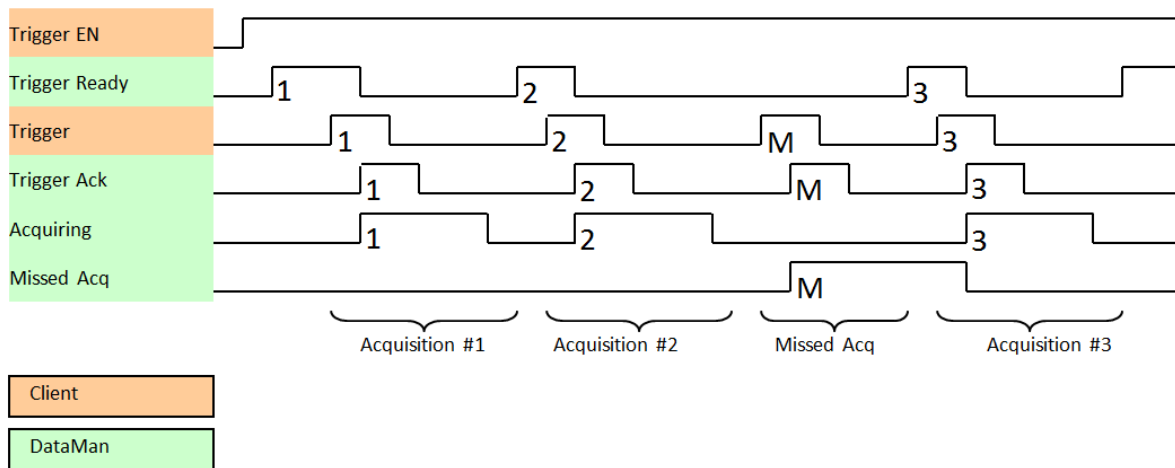 Trigger EN
Trigger Ready
1
2
3
Trigger
1
2
M
3
Trigger Ack
1
2
M
3
Acquiring
1
2
3
Missed Acq
M
Acquisition #1
Acquisition #2
Missed Acq
Acquisition #3
Client
DataMan